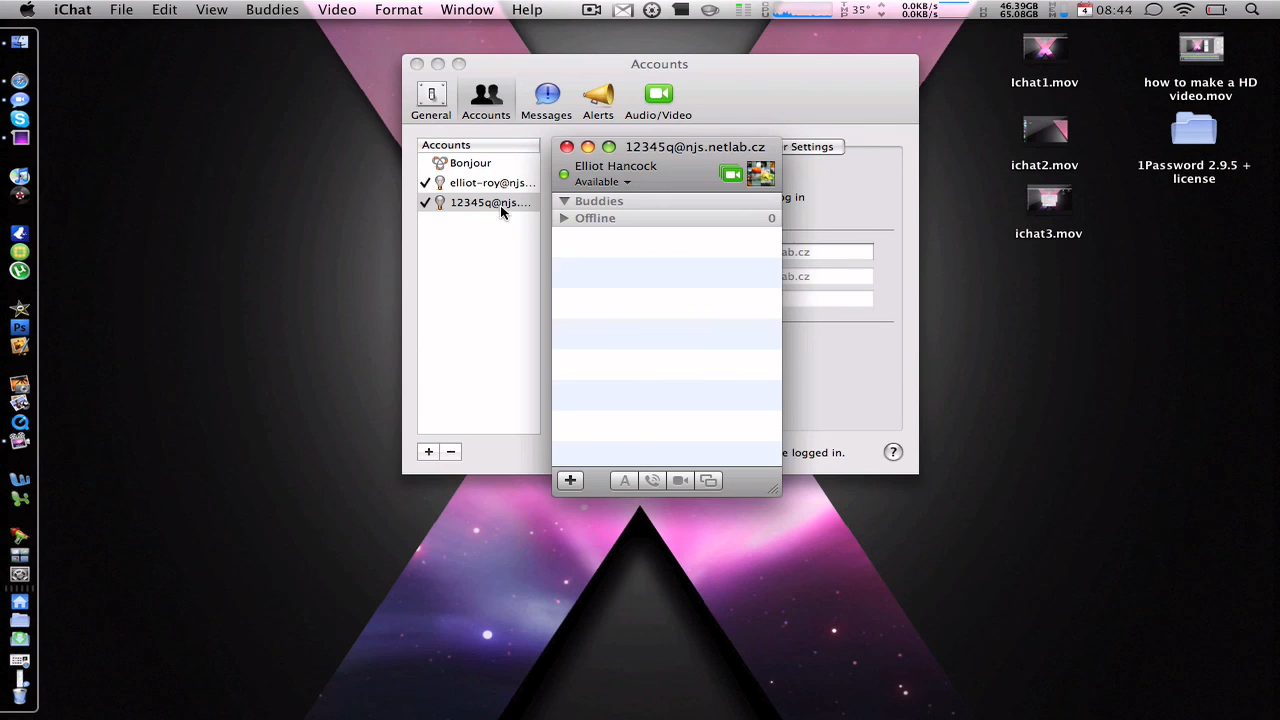 iChat File Edit View Buddies Video Format Window Help
35° 0.0KB/s 46.39GB 4 08:44
0.0KB/s 65.08GB
Accounts
General Accounts Messages Alerts Audio/Video
Accounts
Bonjour
elliot-roy@njs...
12345q@njs....
12345q@njs.netlab.cz
Elliot Hancock
Available
Buddies
Offline 0
r Settings
og in
ab.cz
ab.cz
e logged in. ?
+ −
+ A
Ps
Ichat1.mov
how to make a HD
video.mov
ichat2.mov
1Password 2.9.5 +
license
ichat3.mov